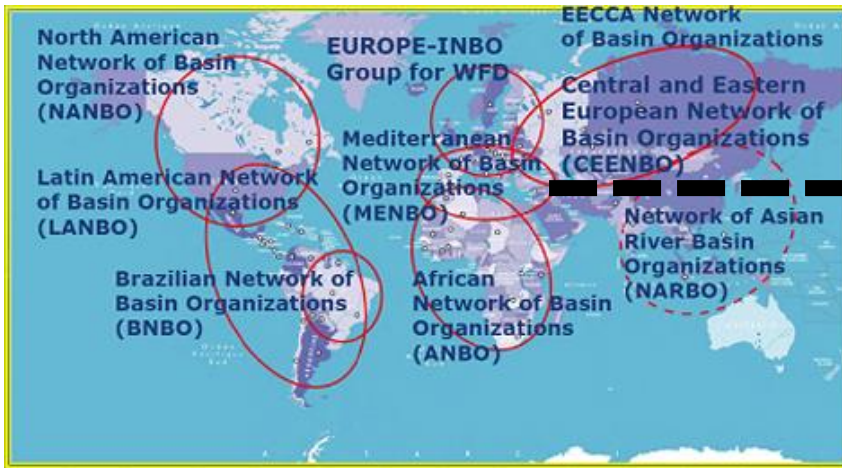 North American
Network of Basin
Organizations
(NANBO)
EUROPE-INBO
Group for WFD
EECCA Network
of Basin Organizations
Central and Eastern
European Network of
Basin Organizations
(CEENBO)
Mediterranean
Network of Basin
Organizations
(MENBO)
Latin American Network
of Basin Organizations
(LANBO)
Network of Asian
River Basin
Organizations
(NARBO)
Brazilian Network of
Basin Organizations
(BNBO)
African
Network of Basin
Organizations
(ANBO)